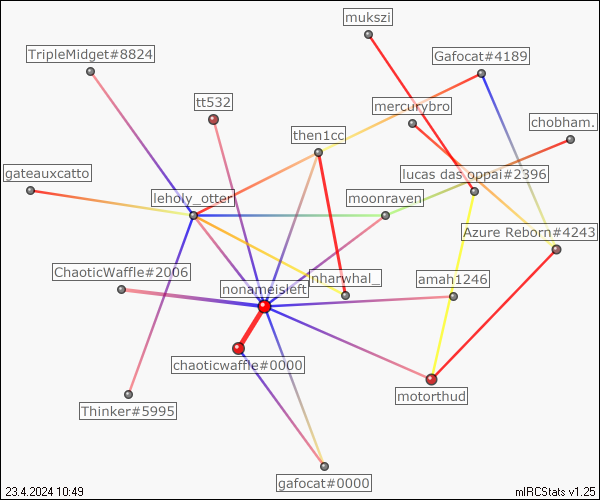 mukszi
TripleMidget#8824
Gafocat#4189
tt532
mercurybro
chobham.
then1cc
gateauxcatto
lucas das oppai#2396
leholy_otter
moonraven
Azure Reborn#4243
ChaoticWaffle#2006
nharwhal_
amah1246
nonameisleft
chaoticwaffle#0000
motorthud
Thinker#5995
gafocat#0000
23.4.2024 10:49
mIRCStats v1.25